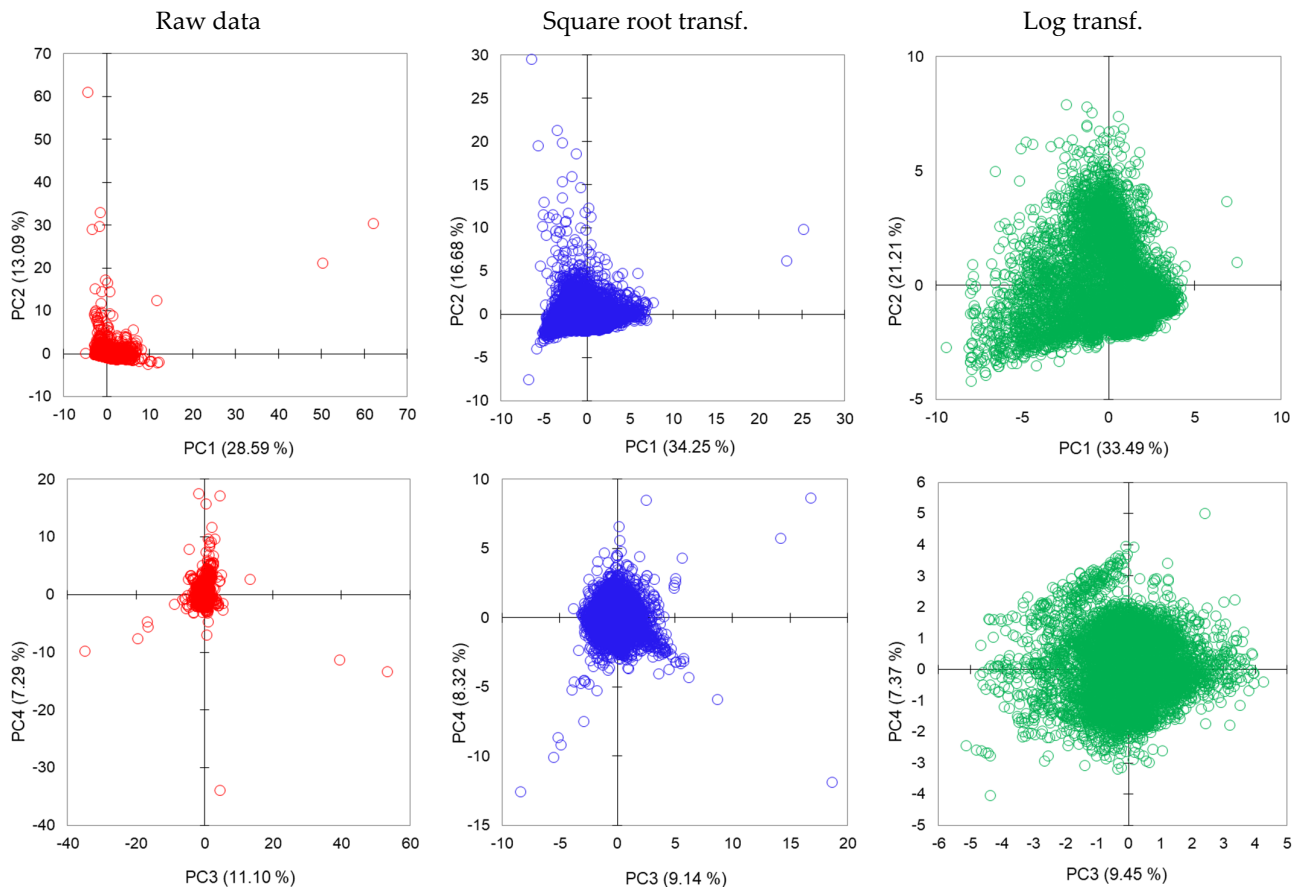 Raw data
Square root transf.
Log transf.
70
60
50
40
30
20
10
0
-10
PC2 (13.09 %)
-10 0 10 20 30 40 50 60 70
PC1 (28.59 %)
30
25
20
15
10
5
0
-5
-10
PC2 (16.68 %)
-10 -5 0 5 10 15 20 25 30
PC1 (34.25 %)
10
5
0
-5
PC2 (21.21 %)
-10 -5 0 5 10
PC1 (33.49 %)
20
10
0
-10
-20
-30
-40
PC4 (7.29 %)
-40 -20 0 20 40 60
PC3 (11.10 %)
10
5
0
-5
-10
-15
PC4 (8.32 %)
-10 -5 0 5 10 15 20
PC3 (9.14 %)
6
5
4
3
2
1
0
-1
-2
-3
-4
-5
PC4 (7.37 %)
-6 -5 -4 -3 -2 -1 0 1 2 3 4 5
PC3 (9.45 %)